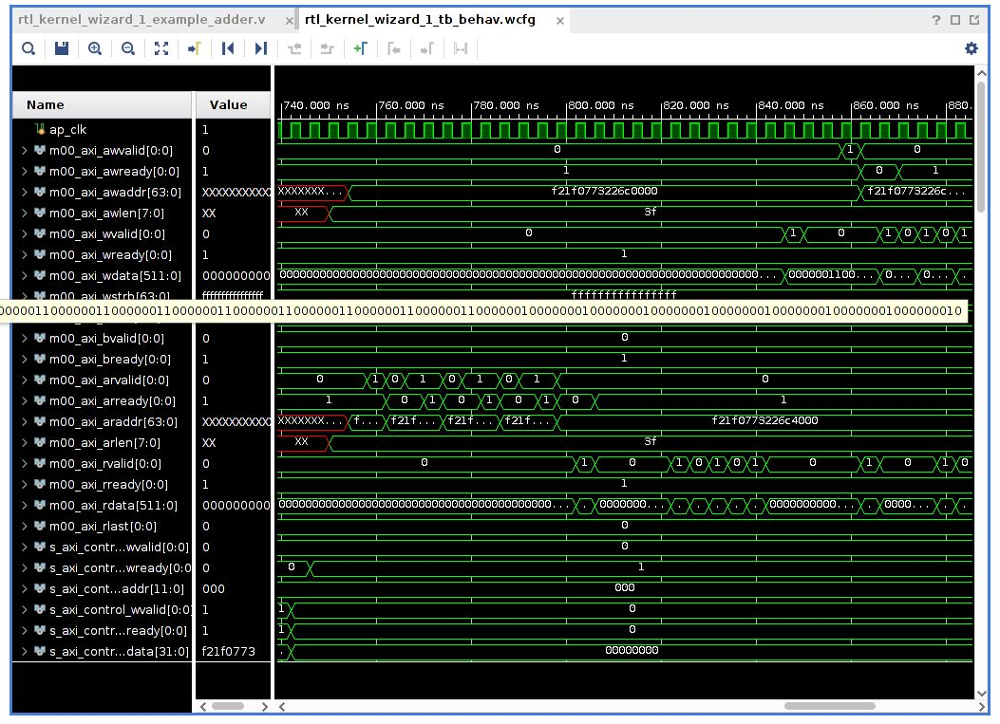 rtl_kernel_wizard_1_example_adder.v × rtl_kernel_wizard_1_tb_behav.wcfg × ?
740.000 ns 760.000 ns 780.000 ns 800.000 ns 820.000 ns 840.000 ns 860.000 ns 880.
Name Value
ap_clk 1
m00_axi_awvalid[0:0] 0 0 1 0
m00_axi_awready[0:0] 1 1 0 1
m00_axi_awaddr[63:0] XXXXXXXXXX XXXXXXX... f21f0773226c0000 f21f0773226c...
m00_axi_awlen[7:0] XX XX 3f
m00_axi_wvalid[0:0] 0 0 1 0 1 0 1 0 1
m00_axi_wready[0:0] 1 1
m00_axi_wdata[511:0] 000000000 ... 0000001100... 0... 0... .
m00_axi_wstrb[63:0] ffffffffffffffff ffffffffffffffff
m00_axi_bvalid[0:0] 0 0
m00_axi_bready[0:0] 1 1
m00_axi_arvalid[0:0] 0 0 1 0 1 0 1 0 1 0
m00_axi_arready[0:0] 1 1 0 1 0 1 0 1 0 1
m00_axi_araddr[63:0] XXXXXXXXXX XXXXXXX... f... f21f... f21f... f21f... f21f0773226c4000
m00_axi_arlen[7:0] XX XX 3f
m00_axi_rvalid[0:0] 0 0 1 0 1 0 1 0 1 0 1 0 1 0
m00_axi_rready[0:0] 1 1
m00_axi_rdata[511:0] 000000000 ... . 0000000... . . . . . 0000000000... . 0000... . .
m00_axi_rlast[0:0] 0 0
s_axi_contr...wvalid[0:0] 0 0
s_axi_contr...wready[0:0 0 0 1
s_axi_cont...addr[11:0] 000 000
s_axi_control_wvalid[0:0] 1 1 0
s_axi_contr...ready[0:0] 1 1 0
s_axi_contr...data[31:0] f21f0773 . 00000000